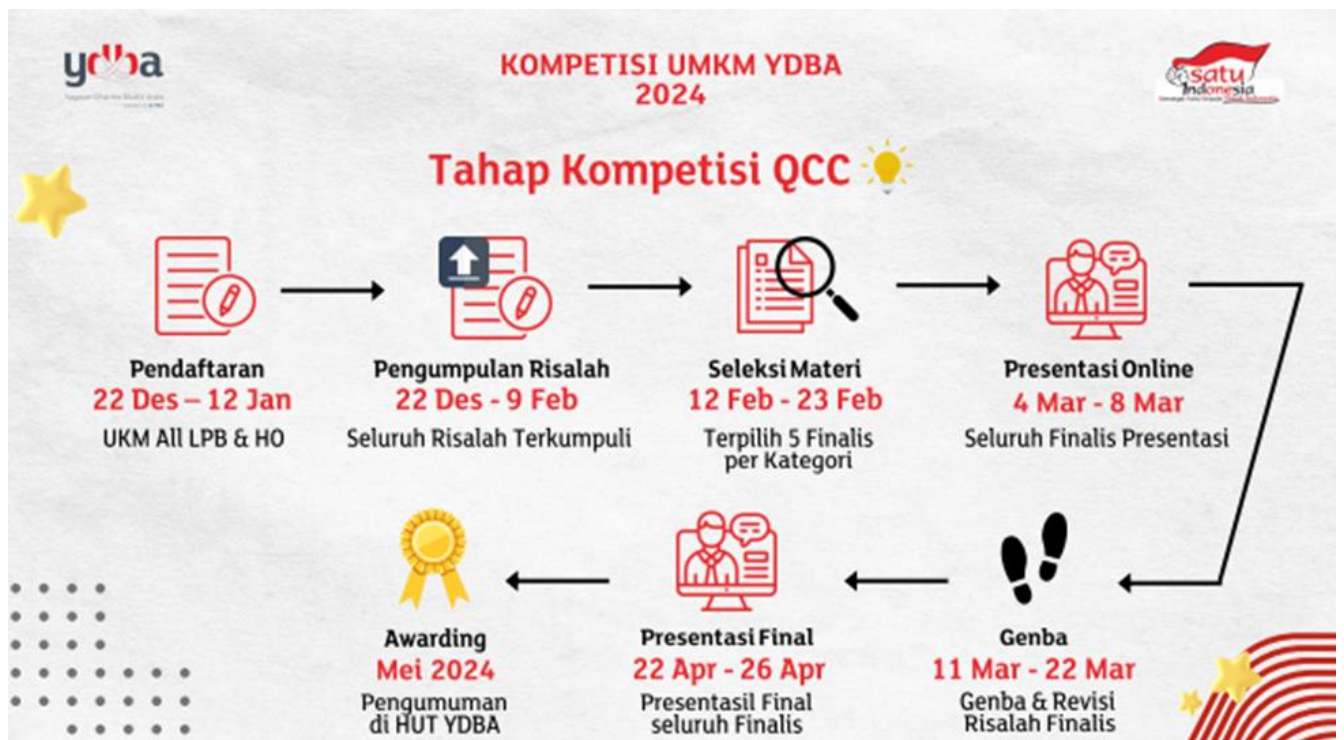 ydba
KOMPETISI UMKM YDBA
2024
satu
Indonesia
Tahap Kompetisi QCC
Pendaftaran
22 Des – 12 Jan
UKM All LPB & HO
Pengumpulan Risalah
22 Des - 9 Feb
Seluruh Risalah Terkumpuli
Seleksi Materi
12 Feb - 23 Feb
Terpilih 5 Finalis
per Kategori
Presentasi Online
4 Mar - 8 Mar
Seluruh Finalis Presentasi
Genba
11 Mar - 22 Mar
Genba & Revisi
Risalah Finalis
Presentasi Final
22 Apr - 26 Apr
Presentasil Final
seluruh Finalis
Awarding
Mei 2024
Pengumuman
di HUT YDBA